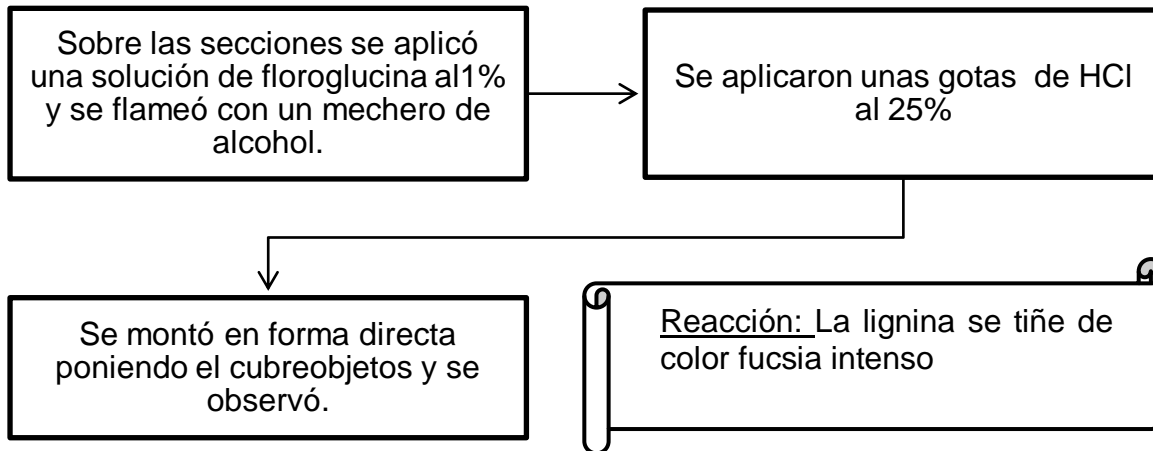 Sobre las secciones se aplicó
una solución de floroglucina al1%
y se flameó con un mechero de
alcohol.
Se aplicaron unas gotas de HCl
al 25%
Se montó en forma directa
poniendo el cubreobjetos y se
observó.
Reacción: La lignina se tiñe de
color fucsia intenso